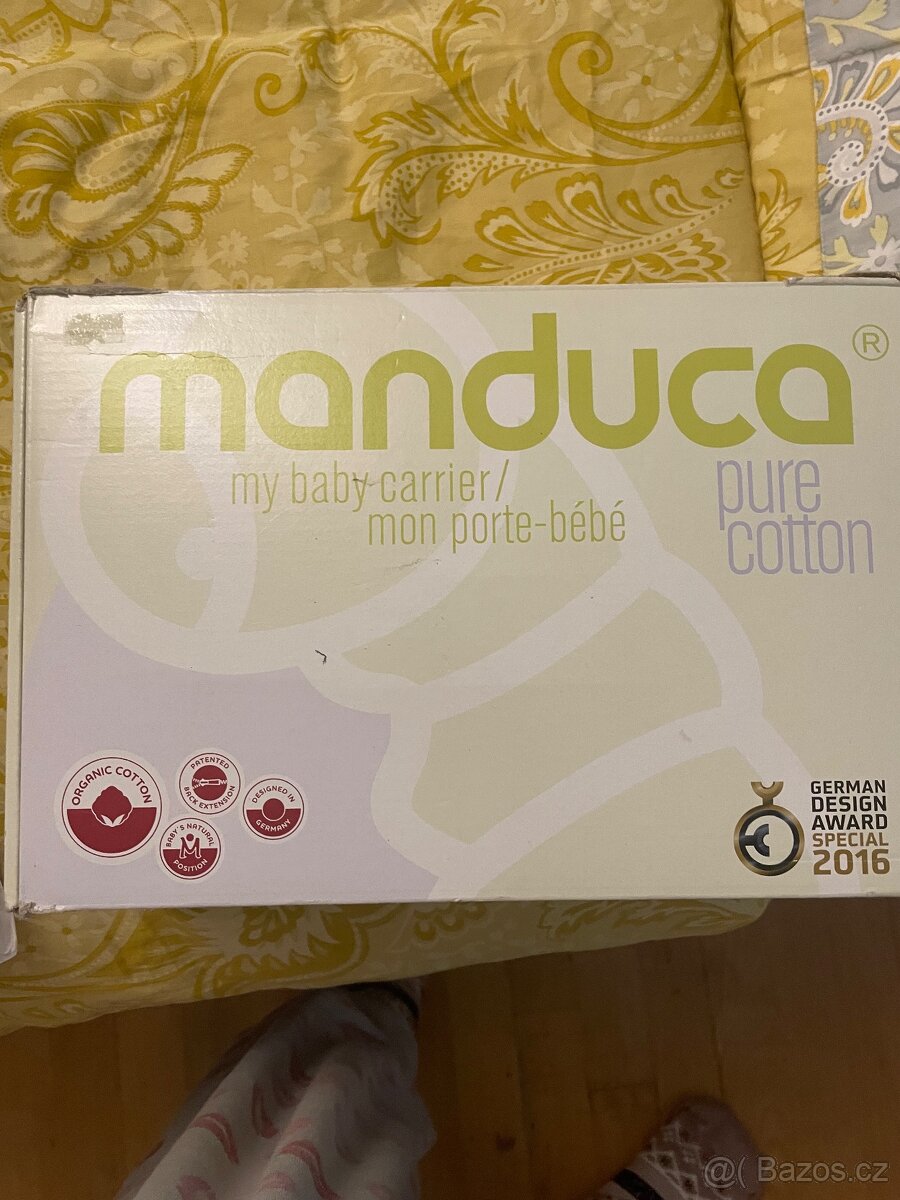 manduca®
my baby carrier/
mon porte-bébé
pure
cotton
ORGANIC COTTON
PATENTED
BACK EXTENSION
DESIGNED IN
GERMANY
BABY'S NATURAL
M
POSITION
GERMAN
DESIGN
AWARD
SPECIAL
2016
@( Bazos.cz